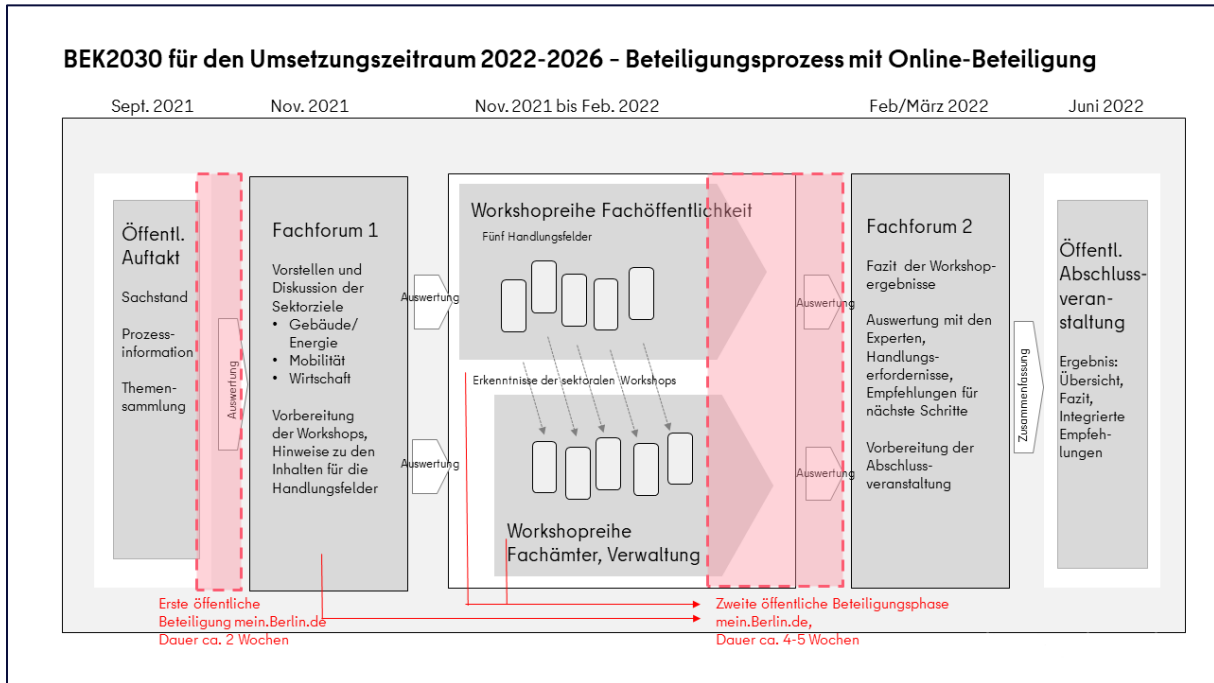 BEK2030 für den Umsetzungszeitraum 2022-2026 – Beteiligungsprozess mit Online-Beteiligung
Sept. 2021
Nov. 2021
Nov. 2021 bis Feb. 2022
Feb/März 2022
Juni 2022
Öffentl.
Auftakt
Sachstand
Prozess-
information
Themen-
sammlung
Auswertung
Fachforum 1
Vorstellen und
Diskussion der
Sektorziele
• Gebäude/
Energie
• Mobilität
• Wirtschaft
Vorbereitung
der Workshops,
Hinweise zu den
Inhalten für die
Handlungsfelder
Auswertung
Auswertung
Workshopreihe Fachöffentlichkeit
Fünf Handlungsfelder
Erkenntnisse der sektoralen Workshops
Workshopreihe
Fachämter, Verwaltung
Auswertung
Auswertung
Fachforum 2
Fazit der Workshop-
ergebnisse
Auswertung mit den
Experten,
Handlungs-
erfordernisse,
Empfehlungen für
nächste Schritte
Vorbereitung der
Abschluss-
veranstaltung
Zusammenfassung
Öffentl.
Abschluss-
veran-
staltung
Ergebnis:
Übersicht,
Fazit,
Integrierte
Empfeh-
lungen
Erste öffentliche
Beteiligung mein.Berlin.de
Dauer ca. 2 Wochen
Zweite öffentliche Beteiligungsphase
mein.Berlin.de,
Dauer ca. 4-5 Wochen